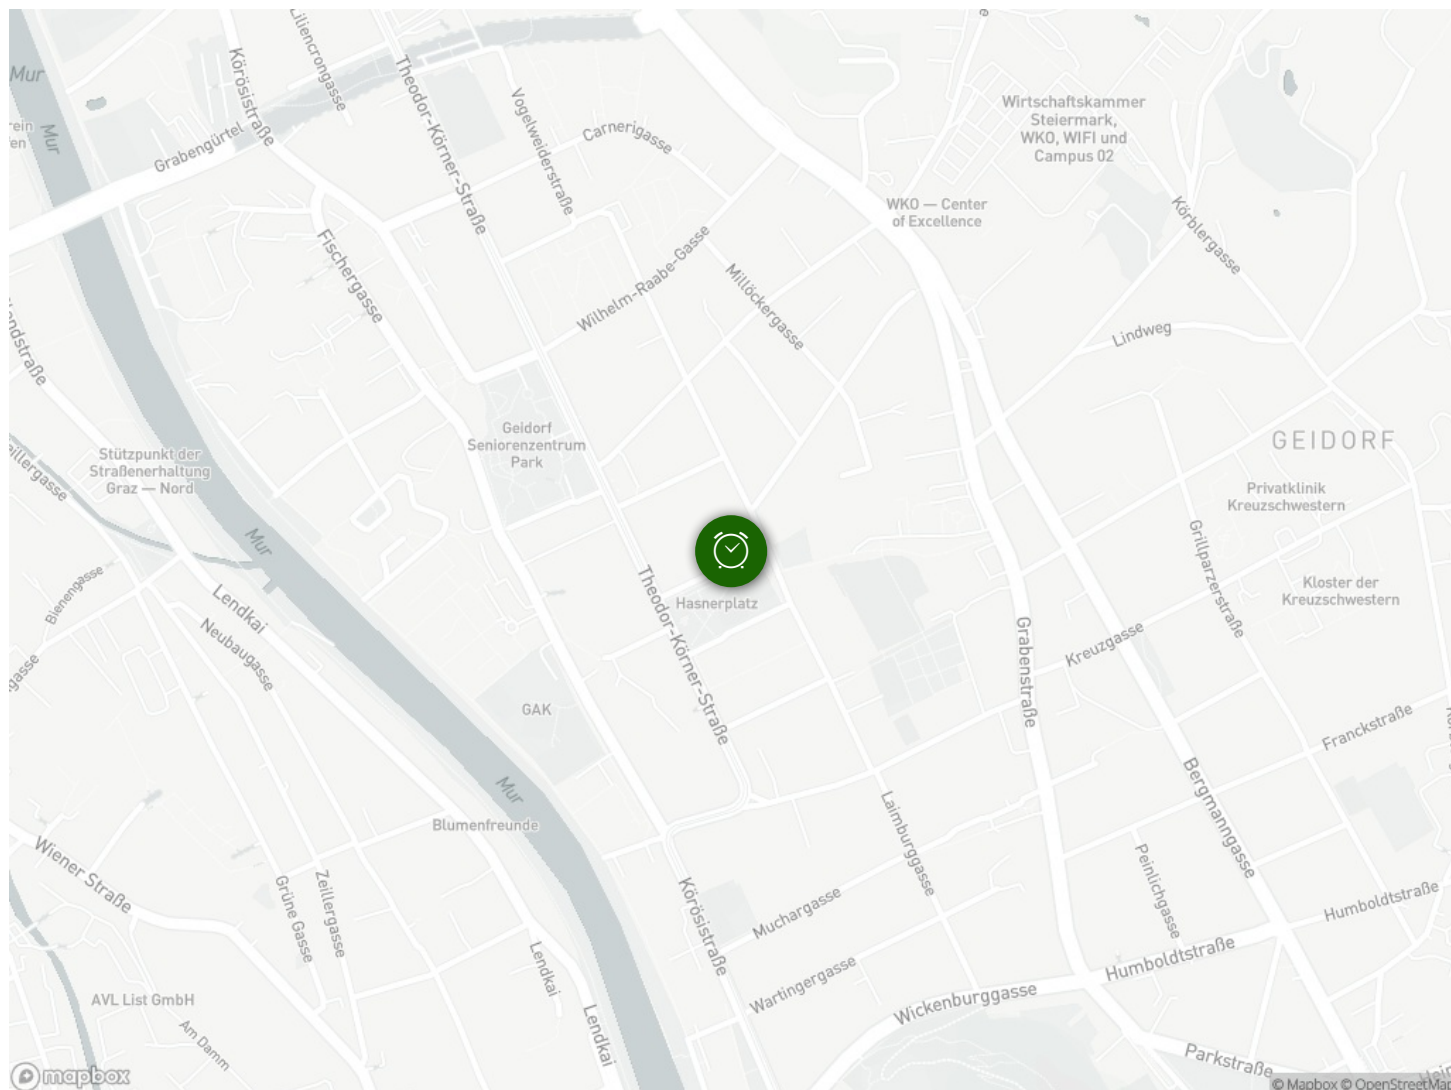 Mur
Liliencrongasse
Körösistraße
Theodor-Körner-Straße
Vogelweiderstraße
Carnerigasse
Grabengürtel
Mur
Wirtschaftskammer
Steiermark,
WKO, WIFI und
Campus 02
WKO — Center
of Excellence
Körblergasse
Fischergasse
Wilhelm-Raabe-Gasse
Millöckergasse
Lindweg
Geidorf
Seniorenzentrum
Park
GEIDORF
Stützpunkt der
Straßenerhaltung
Graz — Nord
Privatklinik
Kreuzschwestern
Mur
Grillparzerstraße
Bienengasse
Lendkai
Neubaugasse
Theodor-Körner-Straße
Hasnerplatz
Kloster der
Kreuzschwestern
Grabenstraße
Kreuzgasse
GAK
Franckstraße
Mur
Bergmanngasse
Laimburggasse
Blumenfreunde
Wiener Straße
Grüne Gasse
Zeillergasse
Körösistraße
Muchargasse
Peinlichgasse
Humboldtstraße
Humboldtstraße
Lendkai
Wartingergasse
Wickenburggasse
AVL List GmbH
Am Damm
Lendkai
Parkstraße
mapbox
© Mapbox © OpenStreetMap